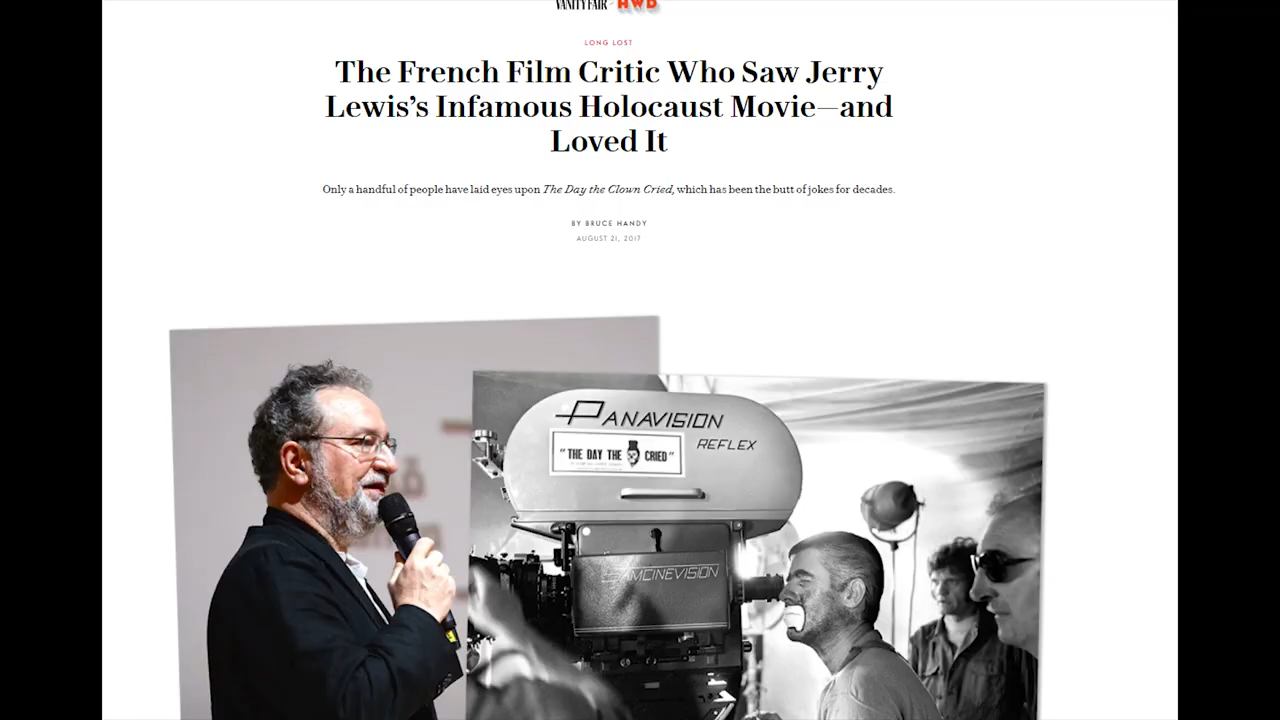 VANITY FAIR HWD
LONG LOST
The French Film Critic Who Saw Jerry
Lewis’s Infamous Holocaust Movie—and
Loved It
Only a handful of people have laid eyes upon The Day the Clown Cried, which has been the butt of jokes for decades.
BY BRUCE HANDY
AUGUST 21, 2017
PANAVISION
REFLEX
"THE DAY THE CRIED"
SAMCINEVISION